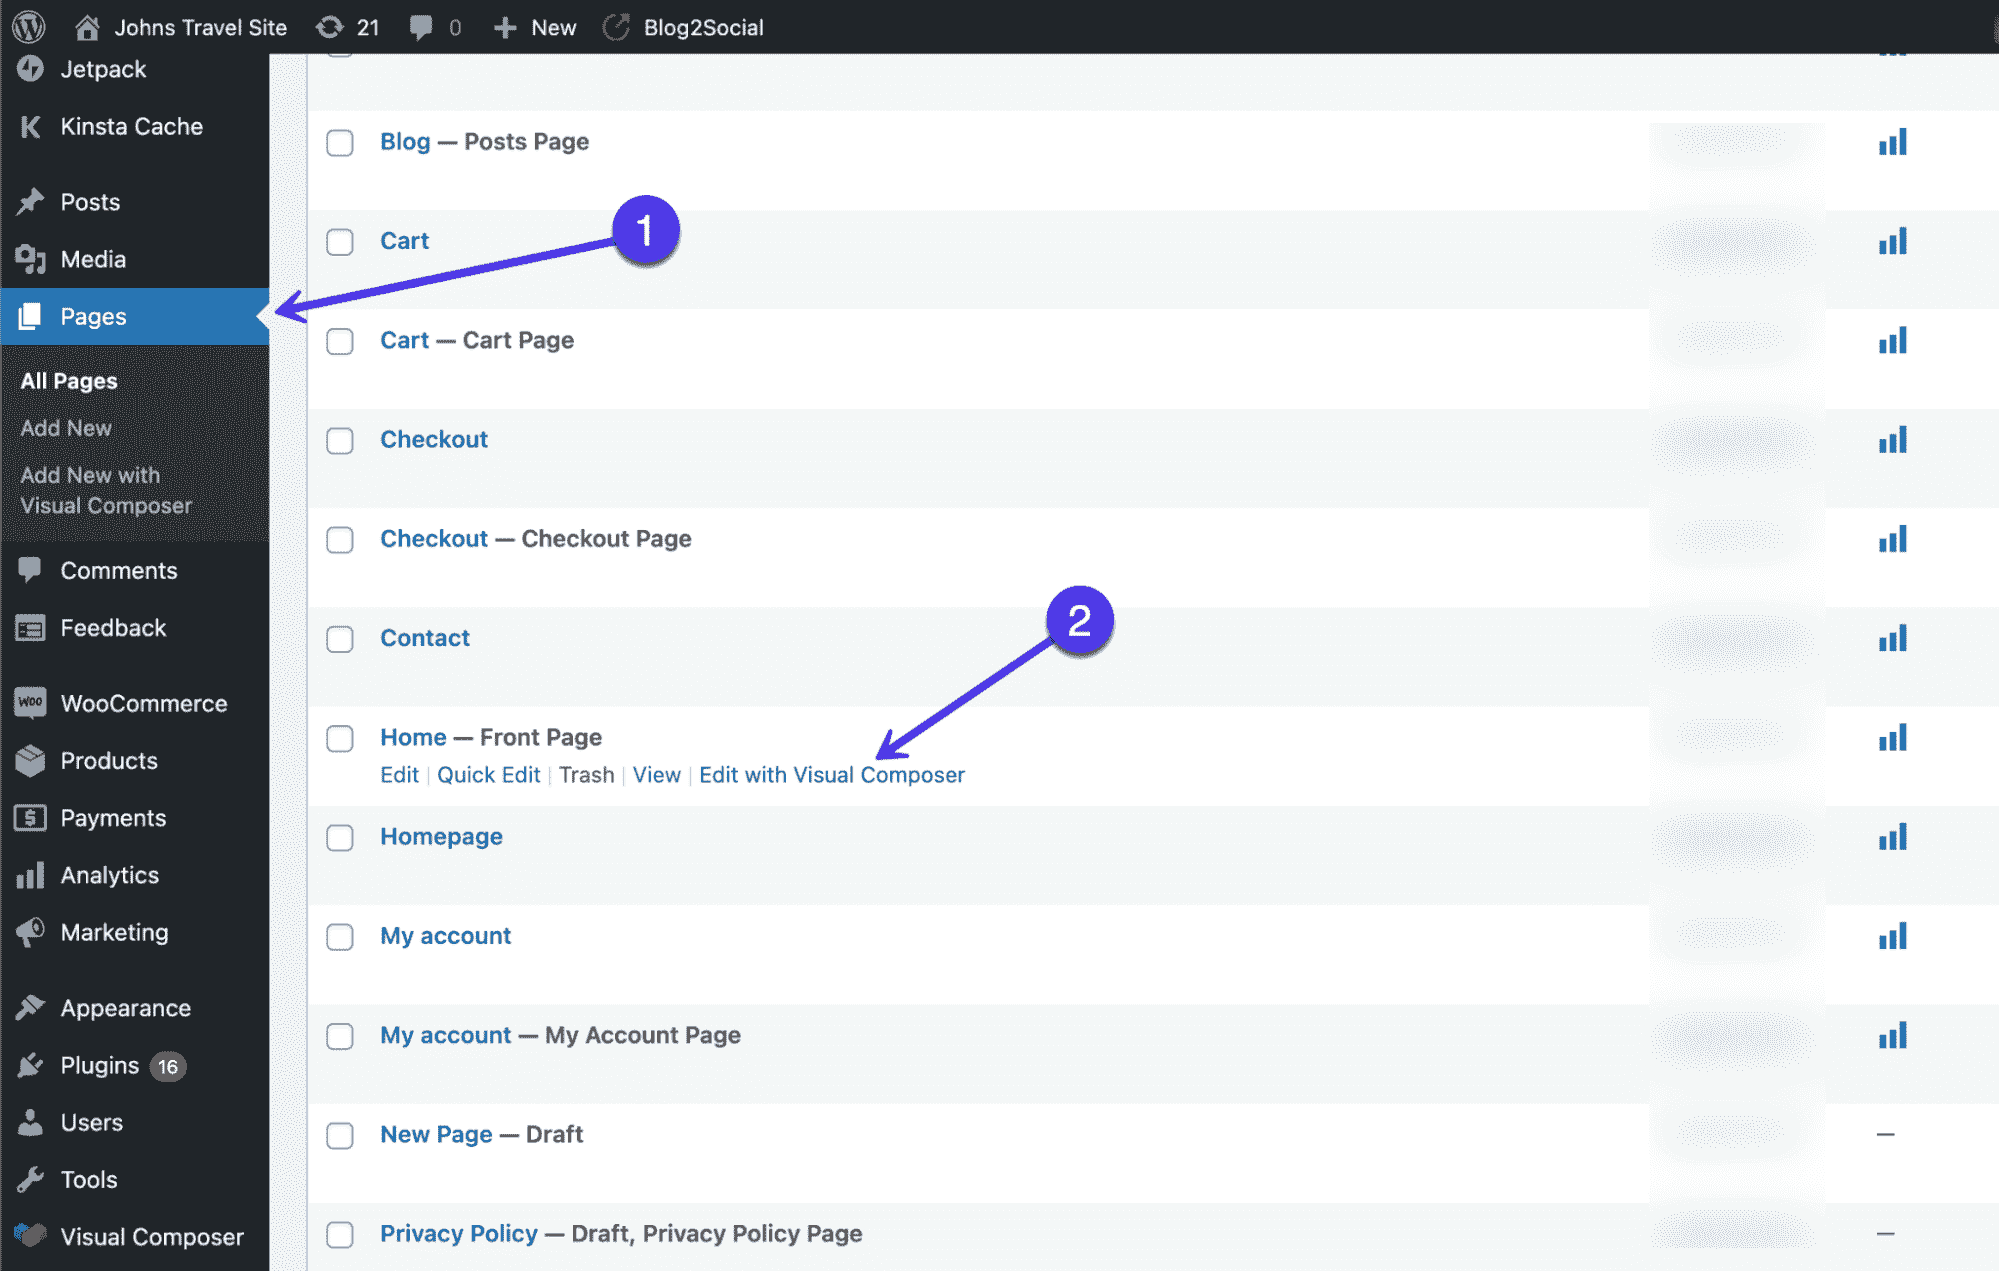 Johns Travel Site 21 0 New Blog2Social
Jetpack
Kinsta Cache
Posts
Media
Pages
All Pages
Add New
Add New with
Visual Composer
Comments
Feedback
WOO WooCommerce
Products
Payments
Analytics
Marketing
Appearance
Plugins 16
Users
Tools
Visual Composer
Blog — Posts Page
1
Cart
Cart — Cart Page
Checkout
Checkout — Checkout Page
2
Contact
Home — Front Page
Edit | Quick Edit | Trash | View | Edit with Visual Composer
Homepage
My account
My account — My Account Page
New Page — Draft
—
Privacy Policy — Draft, Privacy Policy Page
—